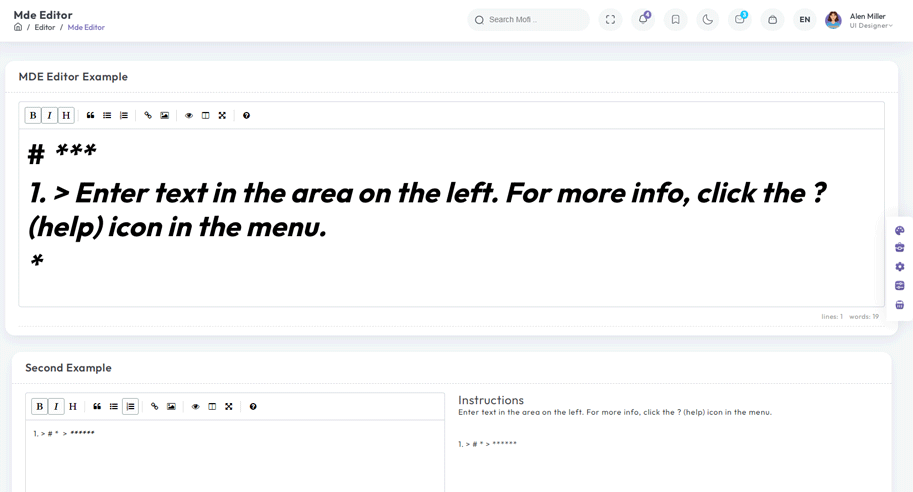 Mde Editor
/ Editor / Mde Editor
Search Mofi ..
4
3
EN
Alen Miller
UI Designer
MDE Editor Example
B I H
# ***
1. > Enter text in the area on the left. For more info, click the ?
(help) icon in the menu.
*
lines: 1 words: 19
Second Example
B I H
1. > # * > ******
Instructions
Enter text in the area on the left. For more info, click the ? (help) icon in the menu.
1. > # * > ******